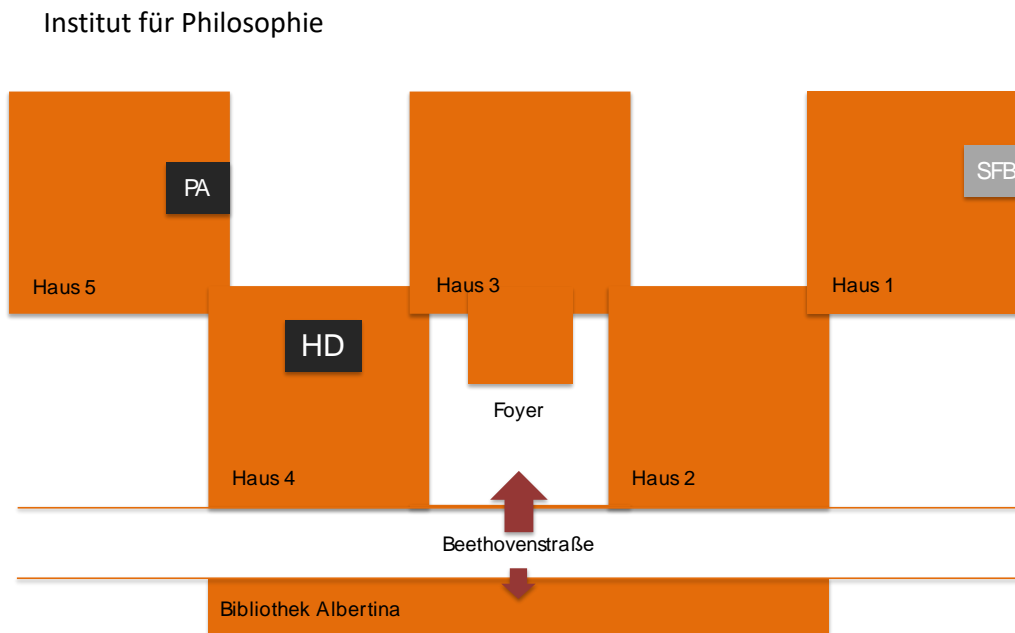 Institut für Philosophie
PA
SFB
Haus 5
Haus 3
Haus 1
HD
Foyer
Haus 4
Haus 2
Beethovenstraße
Bibliothek Albertina